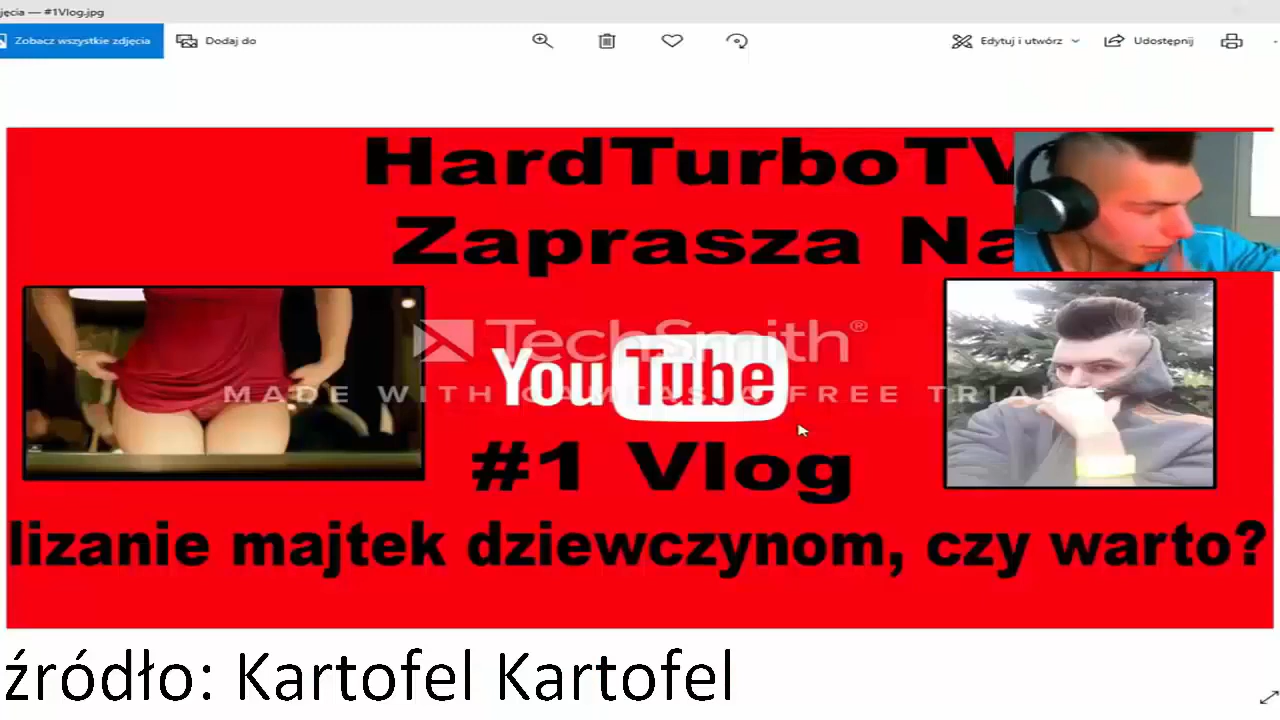 jęcia — #1Vlog.jpg
Zobacz wszystkie zdjęcia
Dodaj do
Edytuj i utwórz
Udostępnij
HardTurboTV
Zaprasza Na
TechSmith®
YouTube
MADE WITH CAMTASIA FREE TRIAL
#1 Vlog
lizanie majtek dziewczynom, czy warto?
źródło: Kartofel Kartofel